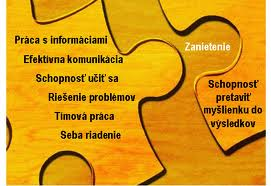 Práca s informáciami
Efektívna komunikácia
Schopnosť učiť sa
Riešenie problémov
Tímová práca
Seba riadenie
Zanietenie
Schopnosť
pretaviť
myšlienku do
výsledkov